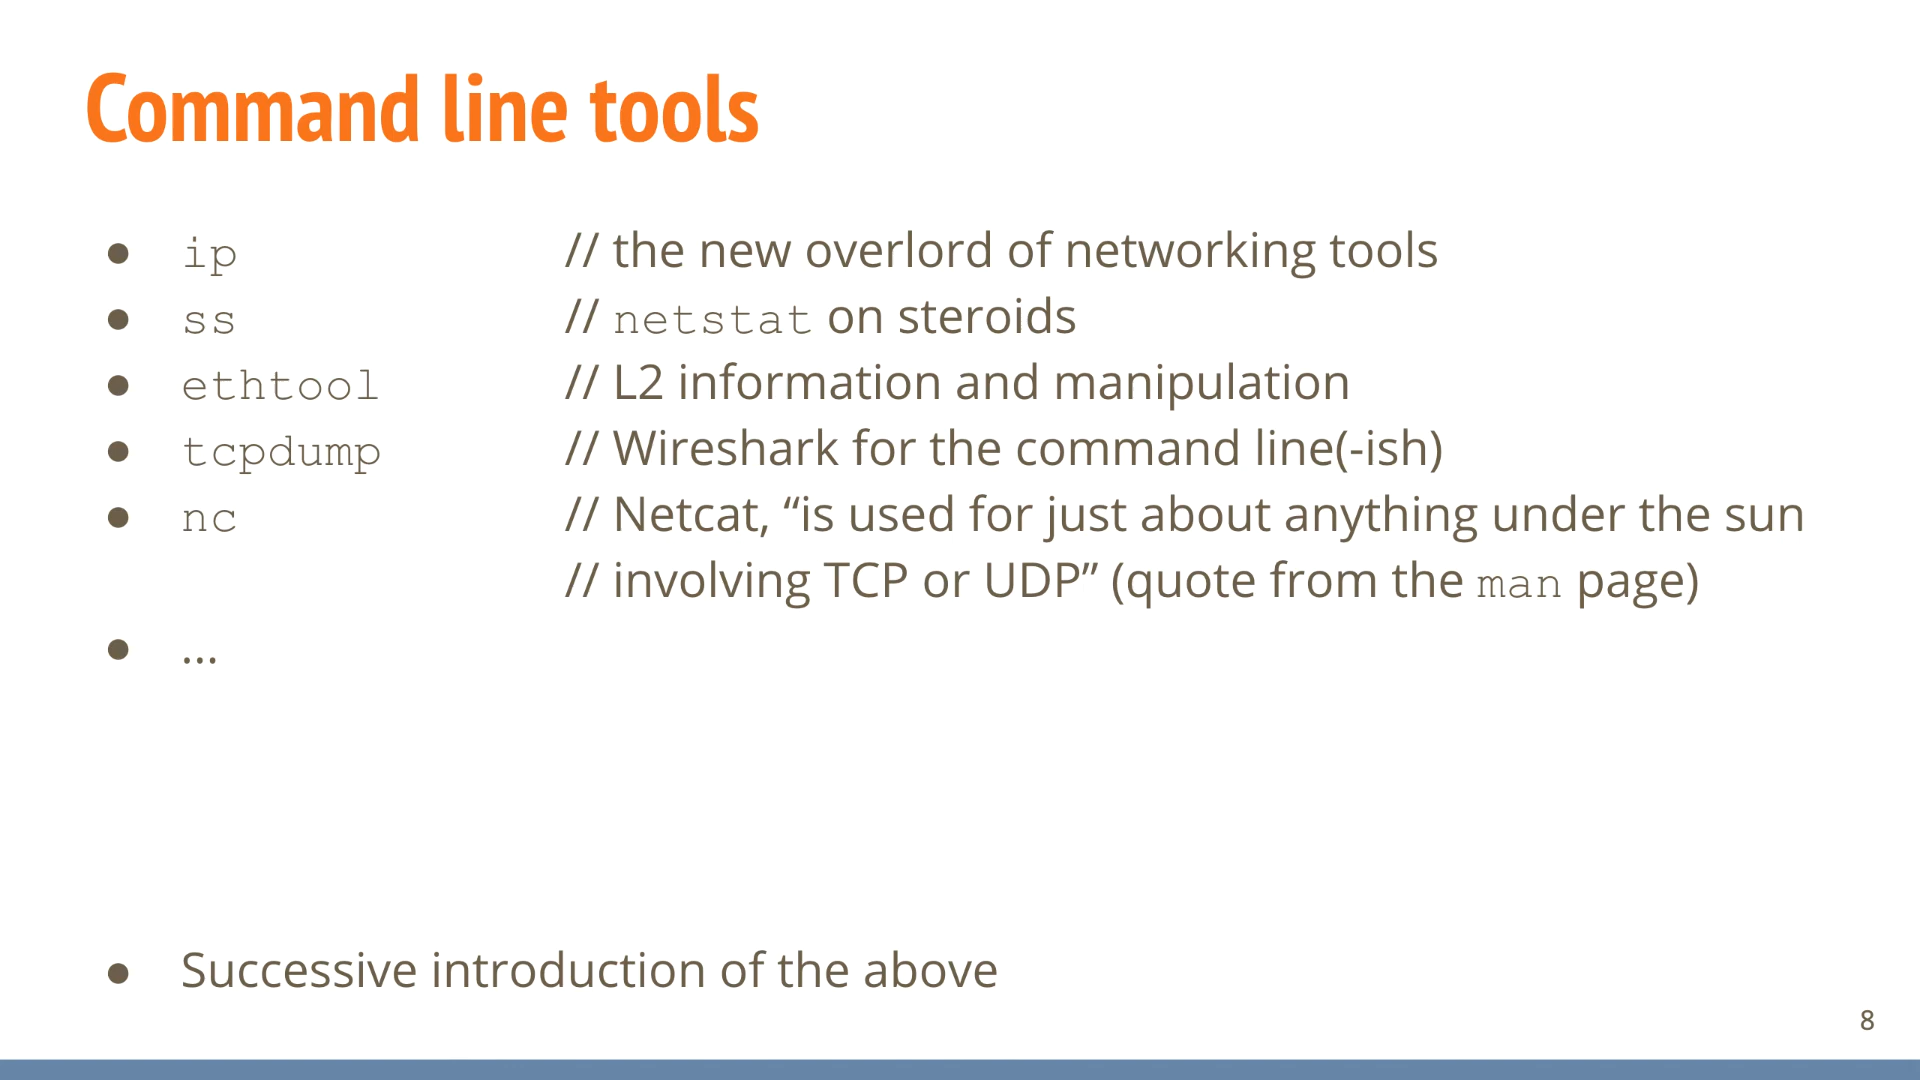 Command line tools
● ip // the new overlord of networking tools
● ss // netstat on steroids
● ethtool // L2 information and manipulation
● tcpdump // Wireshark for the command line(-ish)
● nc // Netcat, “is used for just about anything under the sun
// involving TCP or UDP” (quote from the man page)
● ...
● Successive introduction of the above
8